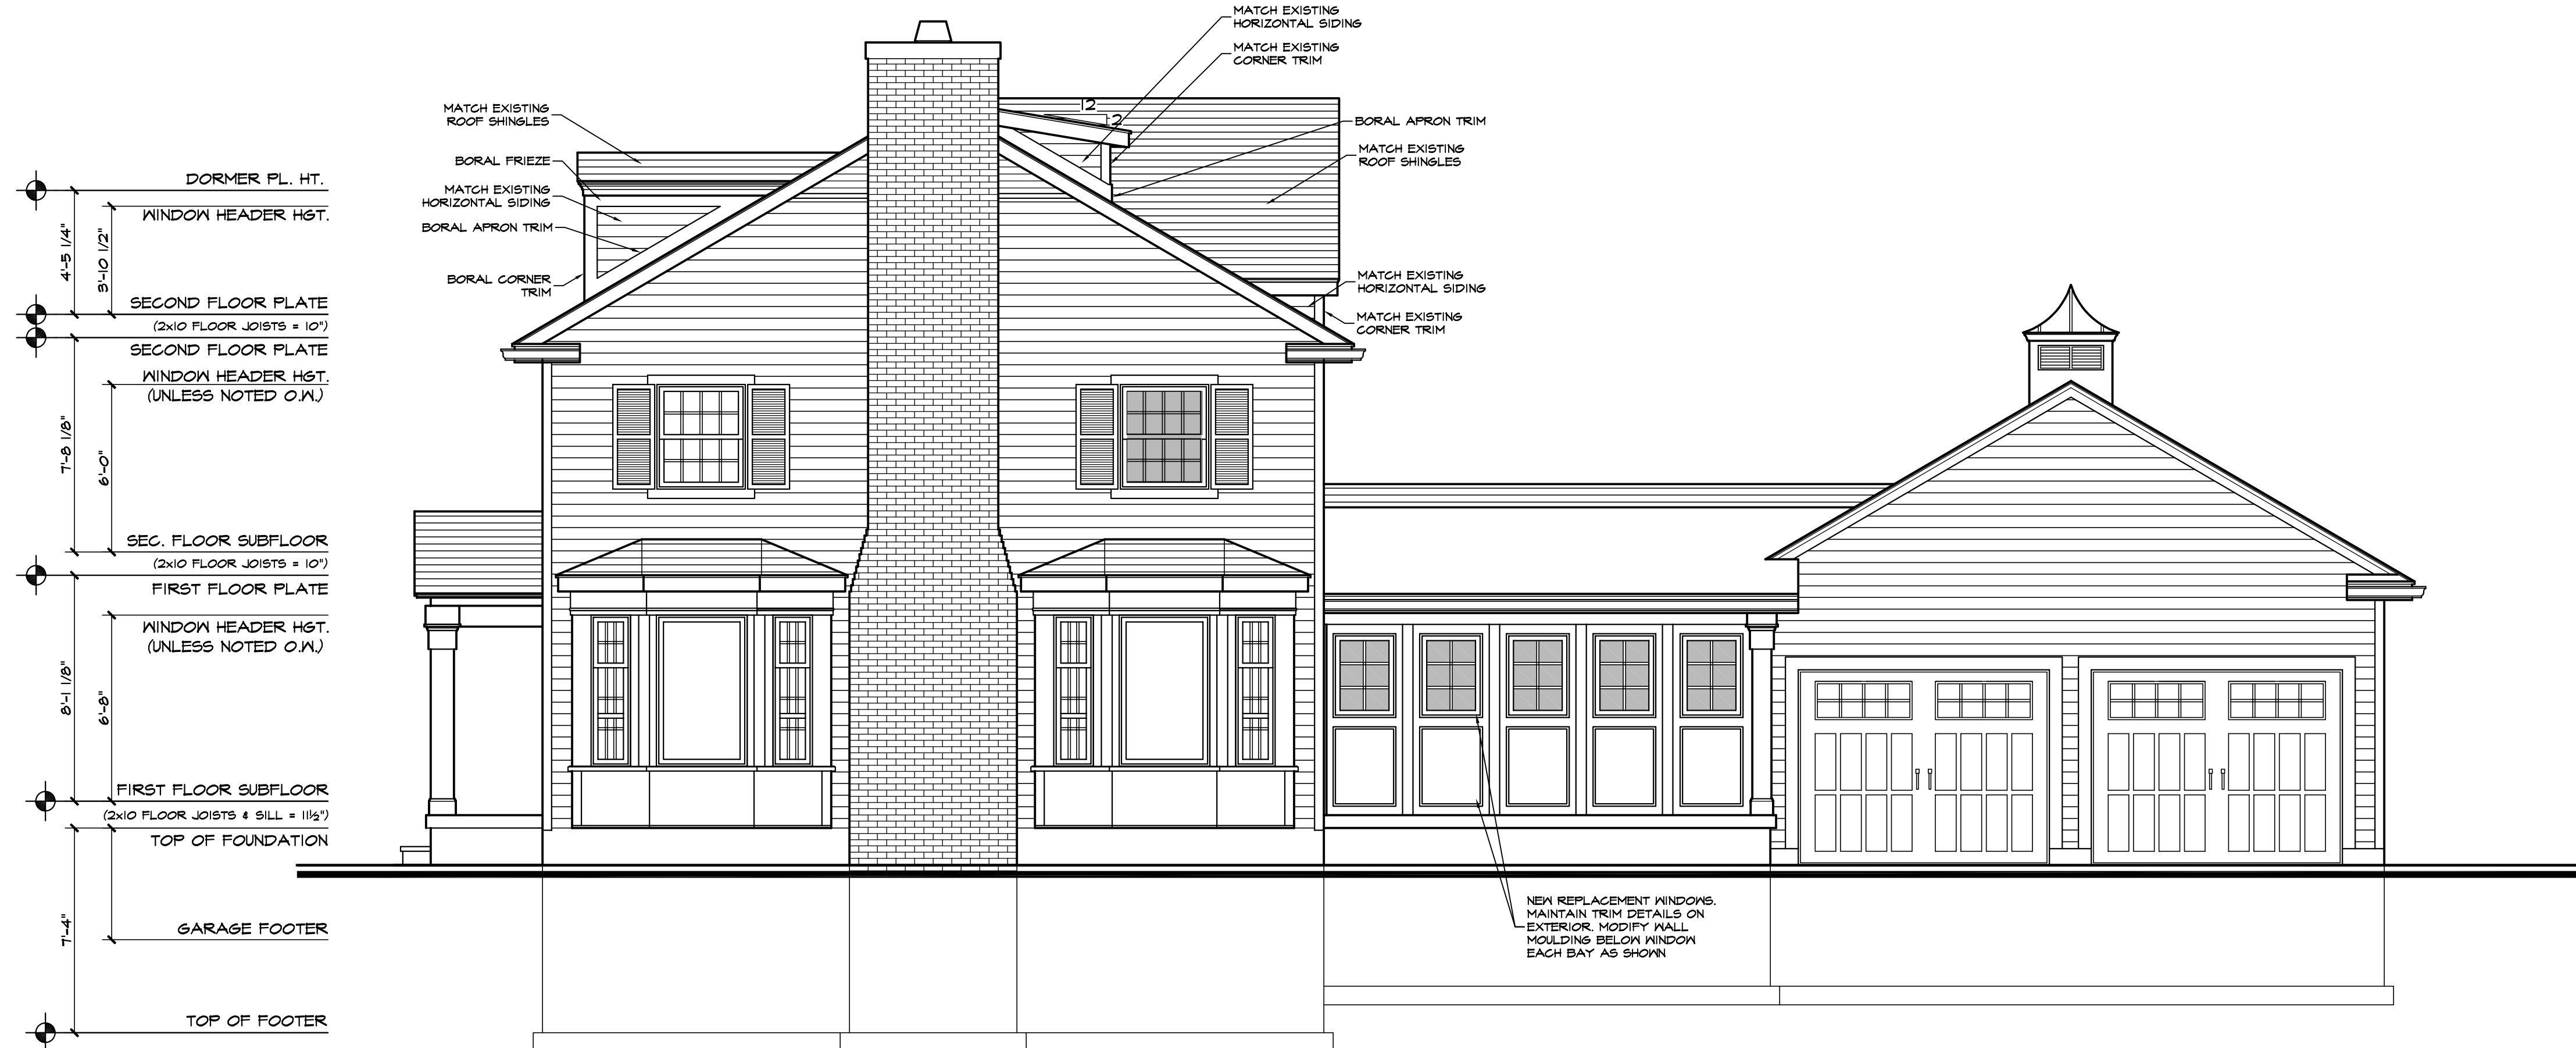 MATCH EXISTING
HORIZONTAL SIDING
MATCH EXISTING
CORNER TRIM
MATCH EXISTING
ROOF SHINGLES
12
2
BORAL APRON TRIM
MATCH EXISTING
ROOF SHINGLES
BORAL FRIEZE
MATCH EXISTING
HORIZONTAL SIDING
BORAL APRON TRIM
BORAL CORNER
TRIM
MATCH EXISTING
HORIZONTAL SIDING
MATCH EXISTING
CORNER TRIM
DORMER PL. HT.
WINDOW HEADER HGT.
4'-5 1/4"
3'-10 1/2"
SECOND FLOOR PLATE
(2x10 FLOOR JOISTS = 10")
SECOND FLOOR PLATE
WINDOW HEADER HGT.
(UNLESS NOTED O.W.)
7'-8 1/8"
6'-0"
SEC. FLOOR SUBFLOOR
(2x10 FLOOR JOISTS = 10")
FIRST FLOOR PLATE
WINDOW HEADER HGT.
(UNLESS NOTED O.W.)
8'-1 1/8"
6'-8"
FIRST FLOOR SUBFLOOR
(2x10 FLOOR JOISTS & SILL = 11½")
TOP OF FOUNDATION
7'-4"
GARAGE FOOTER
TOP OF FOOTER
NEW REPLACEMENT WINDOWS.
MAINTAIN TRIM DETAILS ON
EXTERIOR. MODIFY WALL
MOULDING BELOW WINDOW
EACH BAY AS SHOWN